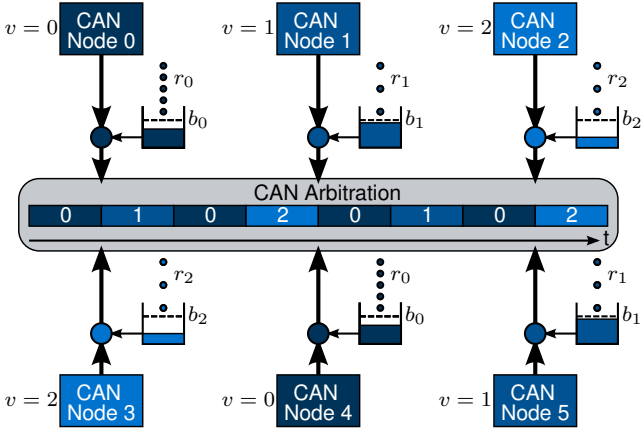 v = 0
CAN
Node 0
v = 1
CAN
Node 1
v = 2
CAN
Node 2
r₀
b₀
r₁
b₁
r₂
b₂
CAN Arbitration
0 1 0 2 0 1 0 2
t
r₂
b₂
r₀
b₀
r₁
b₁
v = 2
CAN
Node 3
v = 0
CAN
Node 4
v = 1
CAN
Node 5